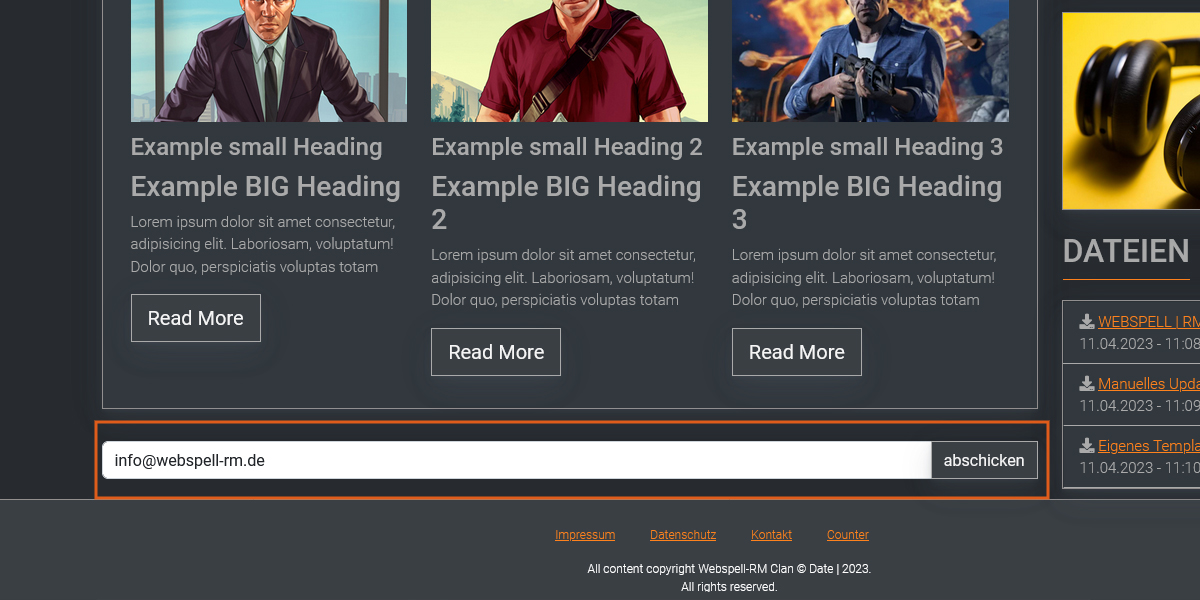 Example small Heading
Example BIG Heading
Lorem ipsum dolor sit amet consectetur,
adipisicing elit. Laboriosam, voluptatum!
Dolor quo, perspiciatis voluptas totam
Read More
Example small Heading 2
Example BIG Heading
2
Lorem ipsum dolor sit amet consectetur,
adipisicing elit. Laboriosam, voluptatum!
Dolor quo, perspiciatis voluptas totam
Read More
Example small Heading 3
Example BIG Heading
3
Lorem ipsum dolor sit amet consectetur,
adipisicing elit. Laboriosam, voluptatum!
Dolor quo, perspiciatis voluptas totam
Read More
DATEIEN
WEBSPELL | RM
11.04.2023 - 11:08
Manuelles Upda
11.04.2023 - 11:09
Eigenes Templa
11.04.2023 - 11:10
info@webspell-rm.de
abschicken
Impressum Datenschutz Kontakt Counter
All content copyright Webspell-RM Clan © Date | 2023.
All rights reserved.